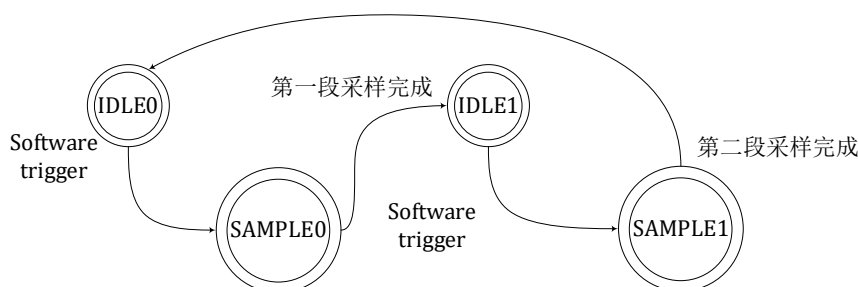 IDLE0
第一段采样完成
IDLE1
Software
trigger
第二段采样完成
SAMPLE0
Software
trigger
SAMPLE1